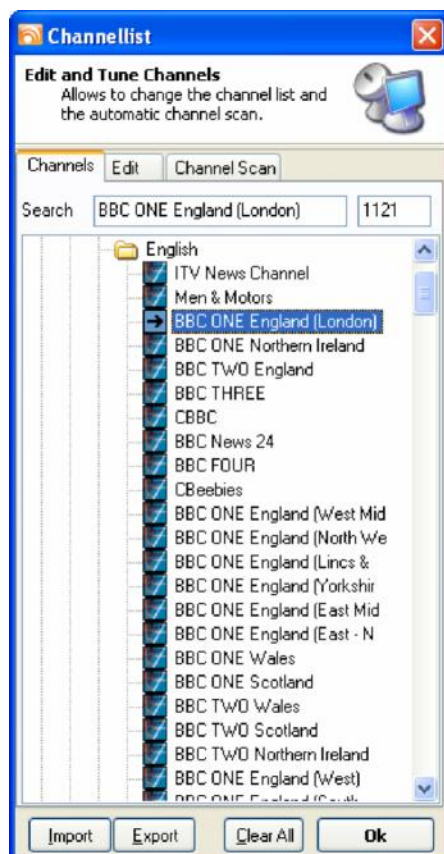 Channellist
Edit and Tune Channels
Allows to change the channel list and
the automatic channel scan.
Channels Edit Channel Scan
Search BBC ONE England (London) 1121
English
ITV News Channel
Men & Motors
BBC ONE England (London)
BBC ONE Northern Ireland
BBC TWO England
BBC THREE
CBBC
BBC News 24
BBC FOUR
CBeebies
BBC ONE England (West Mid
BBC ONE England (North We
BBC ONE England (Lincs &
BBC ONE England (Yorkshir
BBC ONE England (East Mid
BBC ONE England (East - N
BBC ONE Wales
BBC ONE Scotland
BBC TWO Wales
BBC TWO Scotland
BBC TWO Northern Ireland
BBC ONE England (West)
BBC ONE England (South
Import Export Clear All Ok